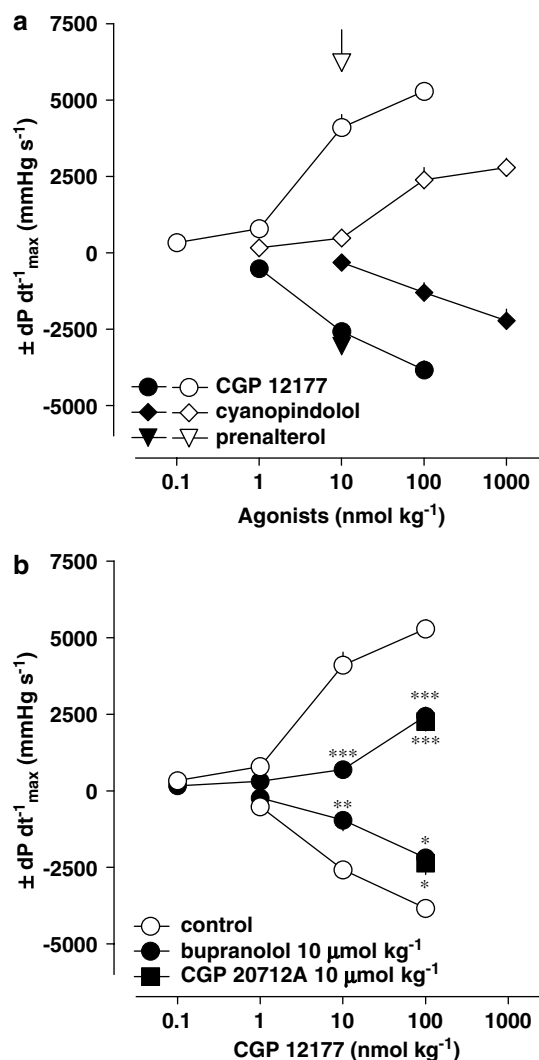 a
7500
5000
2500
0
-2500
-5000
± dP dt⁻¹max (mmHg s⁻¹)
CGP 12177
cyanopindolol
prenalterol
0.1 1 10 100 1000
Agonists (nmol kg⁻¹)
b
7500
5000
2500
0
-2500
-5000
± dP dt⁻¹max (mmHg s⁻¹)
***
***
***
**
*
*
control
bupranolol 10 μmol kg⁻¹
CGP 20712A 10 μmol kg⁻¹
0.1 1 10 100 1000
CGP 12177 (nmol kg⁻¹)